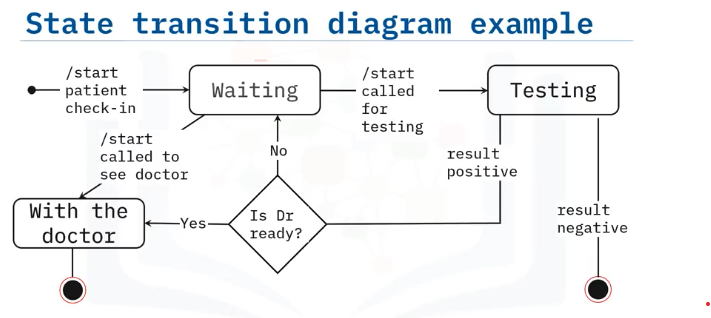 State transition diagram example
/start
patient
check-in
Waiting
/start
called
for
testing
Testing
/start
called to
see doctor
No
result
positive
With the
doctor
Yes
Is Dr
ready?
result
negative